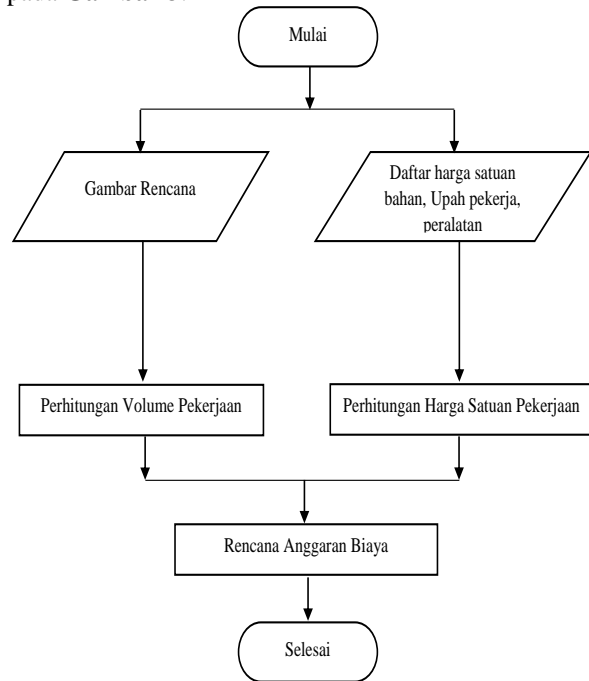 pada
Mulai
Gambar Rencana
Daftar harga satuan
bahan, Upah pekerja,
peralatan
Perhitungan Volume Pekerjaan
Perhitungan Harga Satuan Pekerjaan
Rencana Anggaran Biaya
Selesai